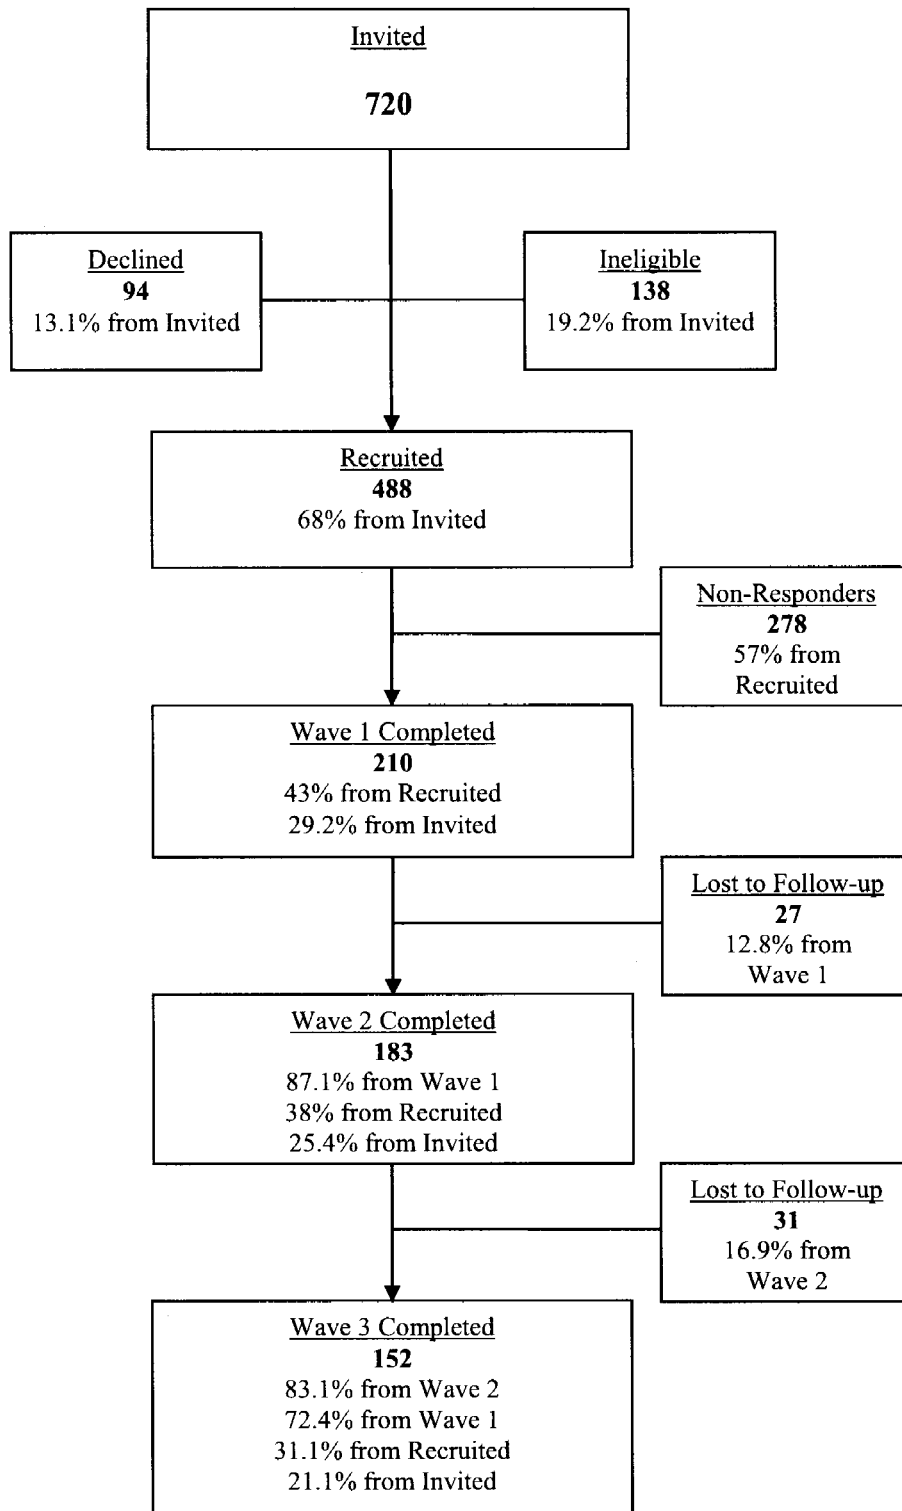 Invited
720
Declined
94
13.1% from Invited
Ineligible
138
19.2% from Invited
Recruited
488
68% from Invited
Non-Responders
278
57% from
Recruited
Wave 1 Completed
210
43% from Recruited
29.2% from Invited
Lost to Follow-up
27
12.8% from
Wave 1
Wave 2 Completed
183
87.1% from Wave 1
38% from Recruited
25.4% from Invited
Lost to Follow-up
31
16.9% from
Wave 2
Wave 3 Completed
152
83.1% from Wave 2
72.4% from Wave 1
31.1% from Recruited
21.1% from Invited